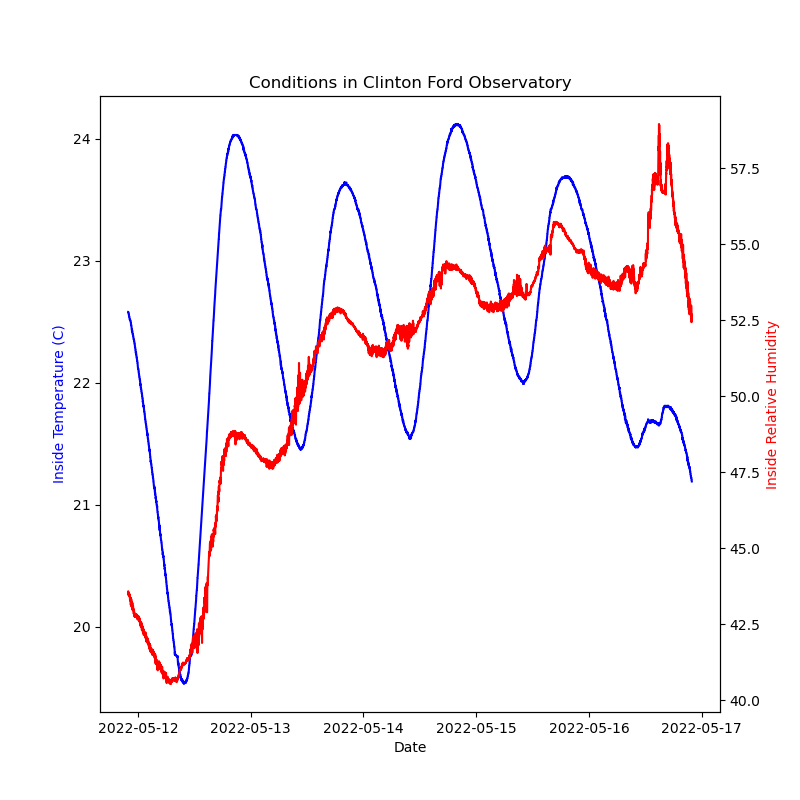 Conditions in Clinton Ford Observatory
24
23
22
21
20
Inside Temperature (C)
57.5
55.0
52.5
50.0
47.5
45.0
42.5
40.0
Inside Relative Humidity
2022-05-12 2022-05-13 2022-05-14 2022-05-15 2022-05-16 2022-05-17
Date